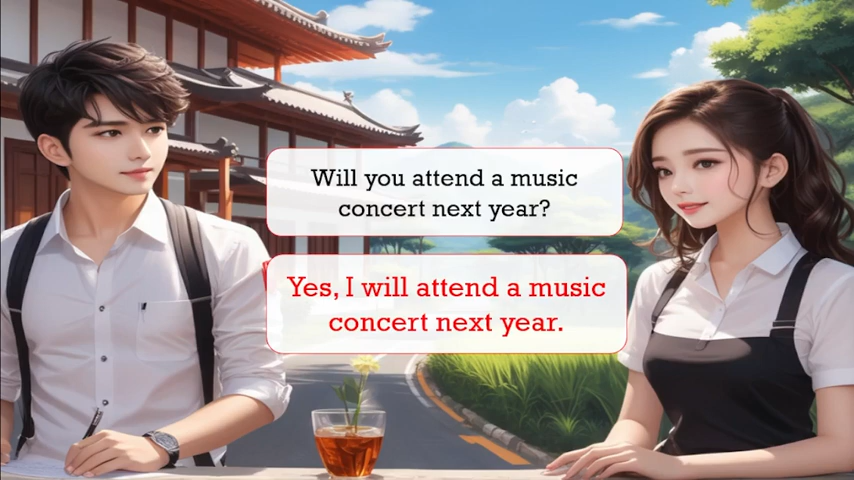 Will you attend a music
concert next year?
Yes, I will attend a music
concert next year.